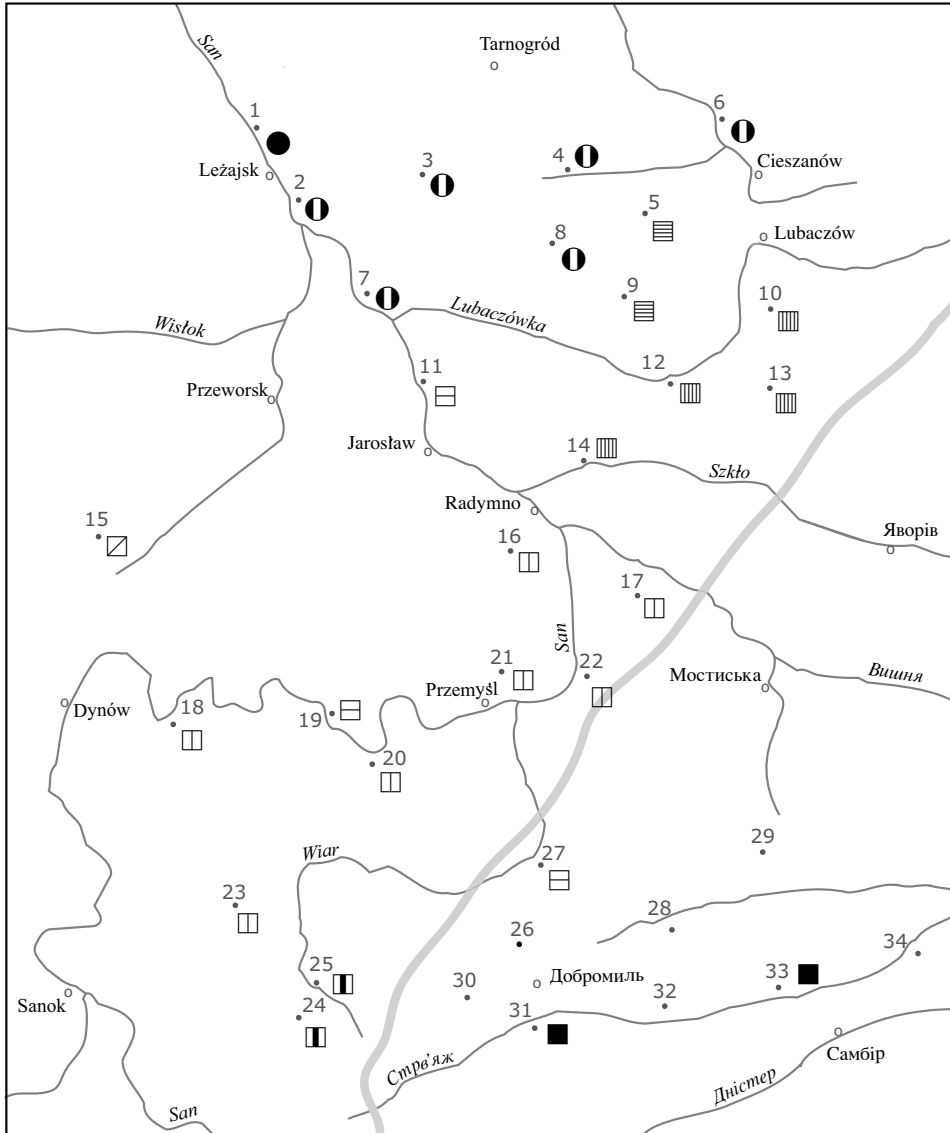 San
Tarnogród
1
6
3
4
Cieszanów
Leżajsk
2
5
8
Lubaczów
7
9
10
Lubaczówka
Wisłok
12
13
11
Przeworsk
14
Jarosław
Szkło
Radymno
15
16
Яворів
17
San
21
22
Мостиська
Przemyśl
Вишня
18
Dynów
19
20
Wiar
27
29
23
28
26
34
25
Добромиль
33
30
Sanok
24
32
31
Самбір
Стрв’яж
Дністер
San